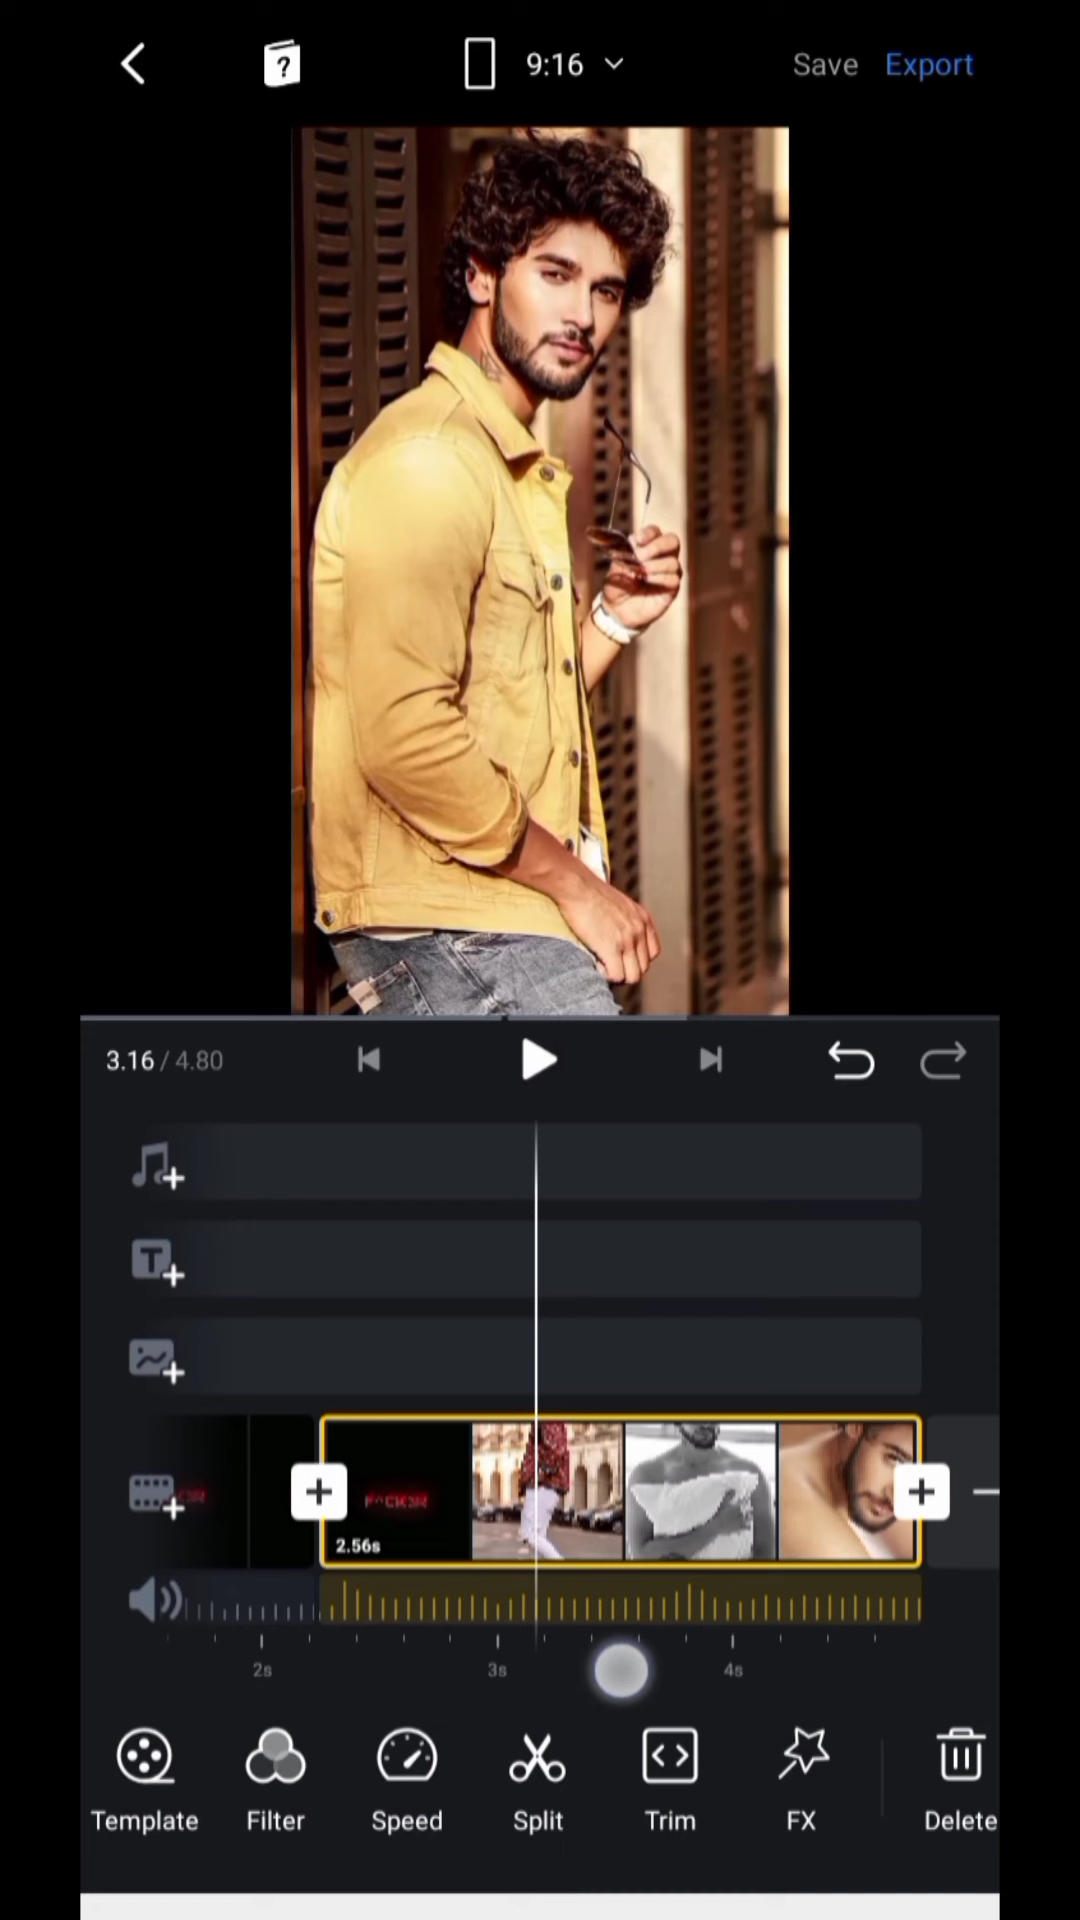 9:16
Save
Export
3.16 / 4.80
F^CK3R
2.56s
2s
3s
4s
Template
Filter
Speed
Split
Trim
FX
Delete